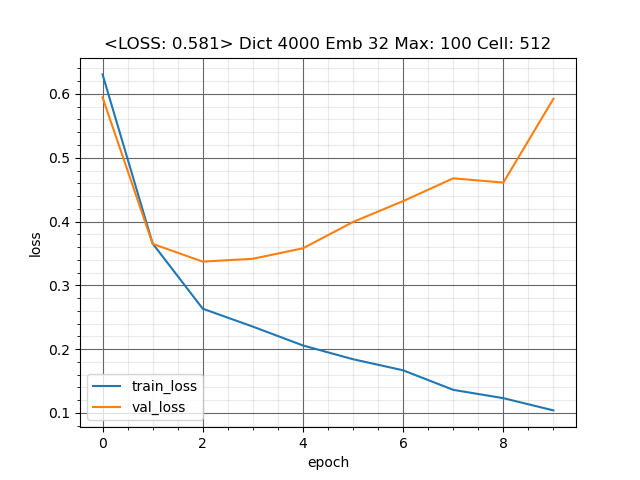 <LOSS: 0.581> Dict 4000 Emb 32 Max: 100 Cell: 512
0.6
0.5
0.4
0.3
0.2
0.1
loss
train_loss
val_loss
0 2 4 6 8
epoch